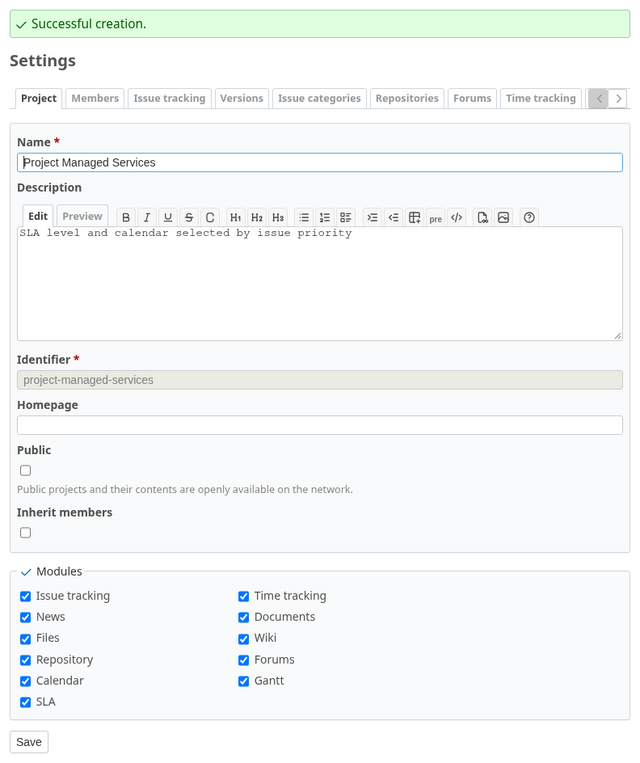 Successful creation.
Settings
Project Members Issue tracking Versions Issue categories Repositories Forums Time tracking
Name *
Project Managed Services
Description
Edit Preview B I U S C H1 H2 H3 pre
SLA level and calendar selected by issue priority
Identifier *
project-managed-services
Homepage
Public
Public projects and their contents are openly available on the network.
Inherit members
Modules
Issue tracking Time tracking
News Documents
Files Wiki
Repository Forums
Calendar Gantt
SLA
Save